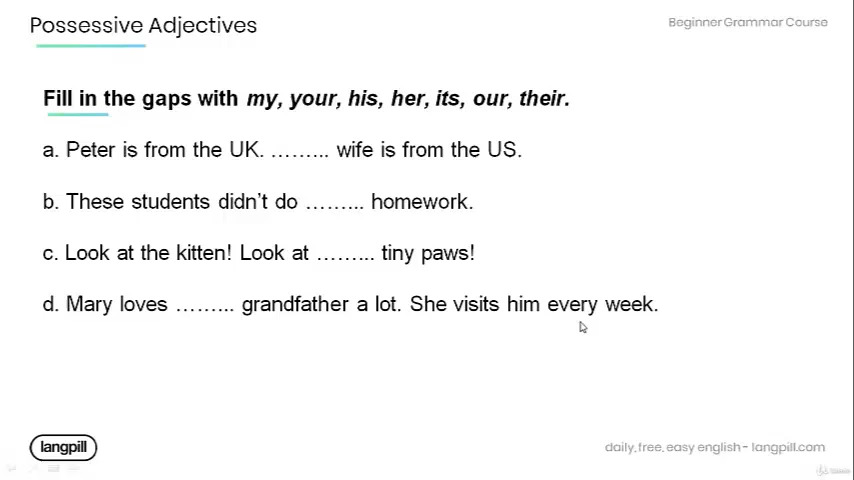 Possessive Adjectives
Beginner Grammar Course
Fill in the gaps with my, your, his, her, its, our, their.
a. Peter is from the UK. ……... wife is from the US.
b. These students didn't do ……... homework.
c. Look at the kitten! Look at ……... tiny paws!
d. Mary loves ……... grandfather a lot. She visits him every week.
langpill
daily, free, easy english - langpill.com